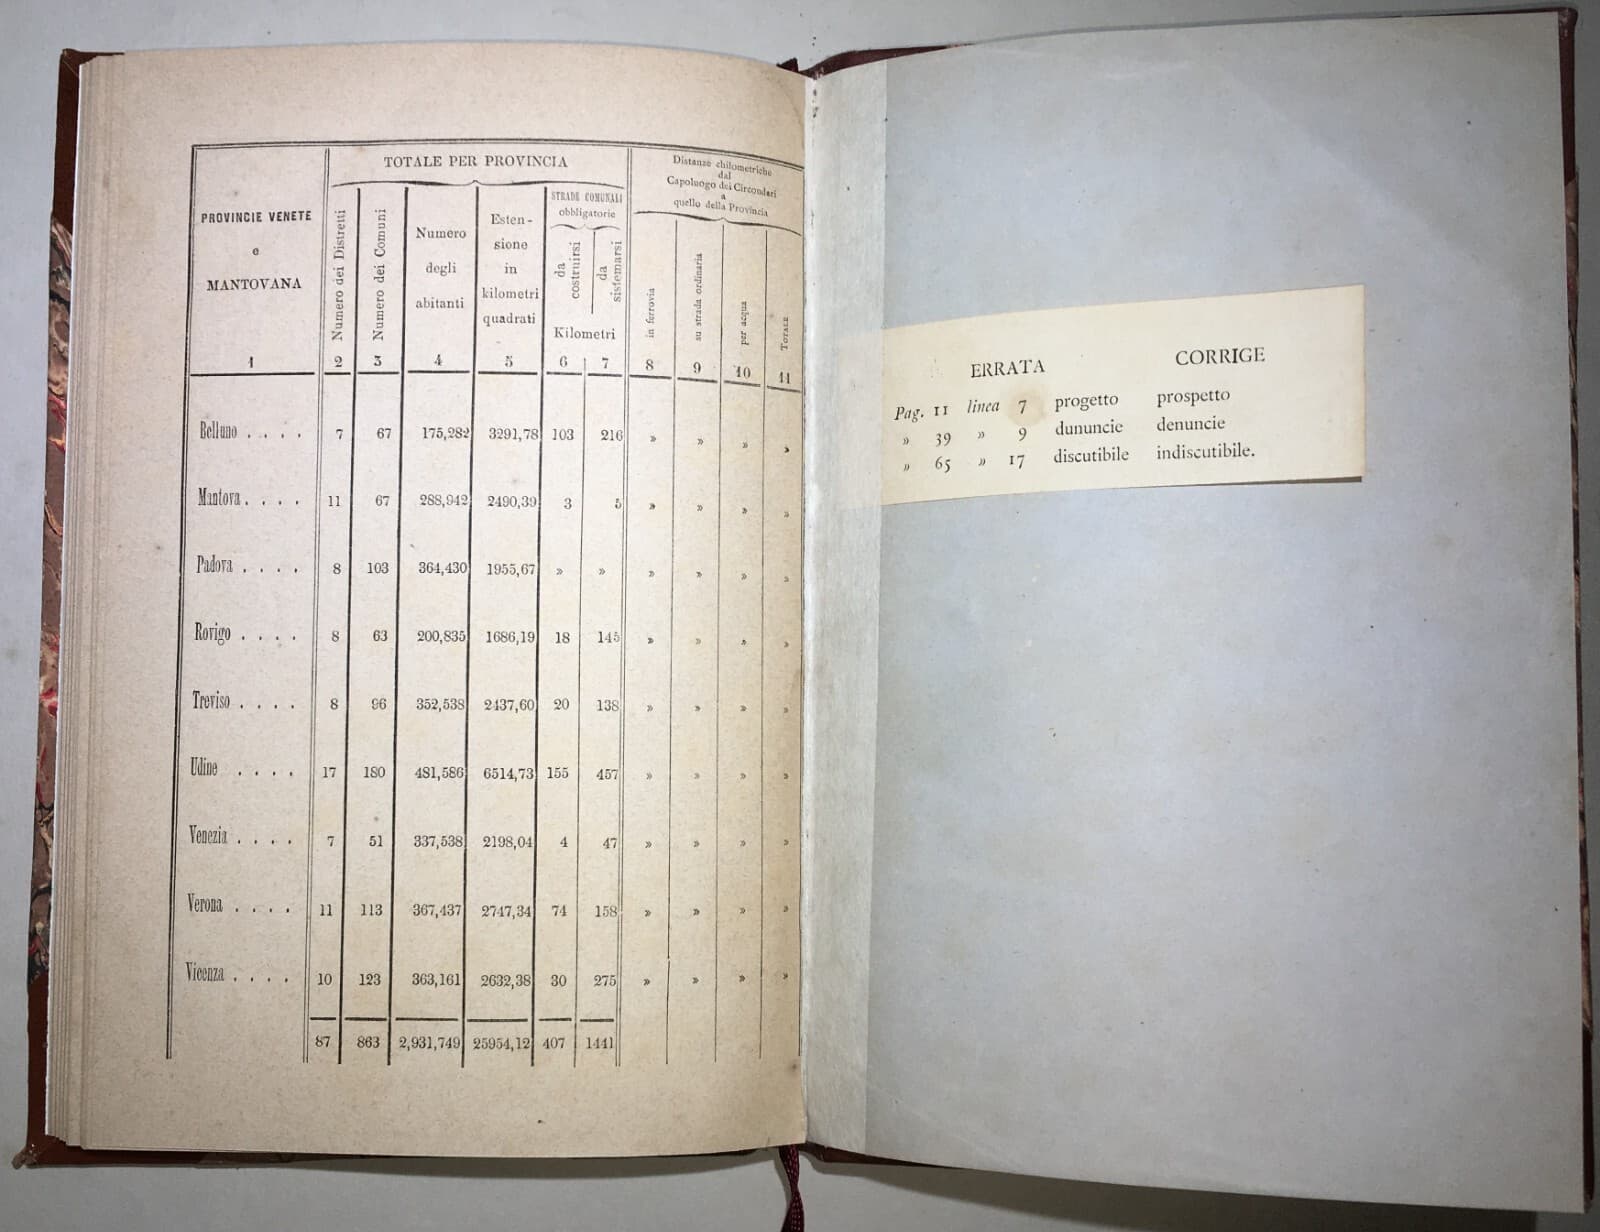 TOTALE PER PROVINCIA
Distanze chilometriche
dal
Capoluogo dei Circondari
a
quello della Provincia
PROVINCIE VENETE
e
MANTOVANA
Numero dei Distretti
Numero dei Comuni
Numero
degli
abitanti
Esten-
sione
in
kilometri
quadrati
STRADE COMUNALI
obbligatorie
da
costruirsi
da
sistemarsi
Kilometri
in ferrovia
su strada ordinaria
per acqua
TOTALE
1 2 3 4 5 6 7 8 9 10 11
Belluno . . . . 7 67 175,282 3291,78 103 216 » » » »
Mantova . . . . 11 67 288,942 2490,39 3 5 » » » »
Padova . . . . 8 103 364,430 1955,67 » » » » » »
Rovigo . . . . 8 63 200,835 1686,19 18 145 » » » »
Treviso . . . . 8 96 352,538 2437,60 20 138 » » » »
Udine . . . . 17 180 481,586 6514,73 155 457 » » » »
Venezia . . . . 7 51 337,538 2198,04 4 47 » » » »
Verona . . . . 11 113 367,437 2747,34 74 158 » » » »
Vicenza . . . . 10 123 363,161 2632,38 30 275 » » » »
87 863 2,931,749 25954,12 407 1441
ERRATA CORRIGE
Pag. 11 linea 7 progetto prospetto
» 39 » 9 dununcie denuncie
» 65 » 17 discutibile indiscutibile.